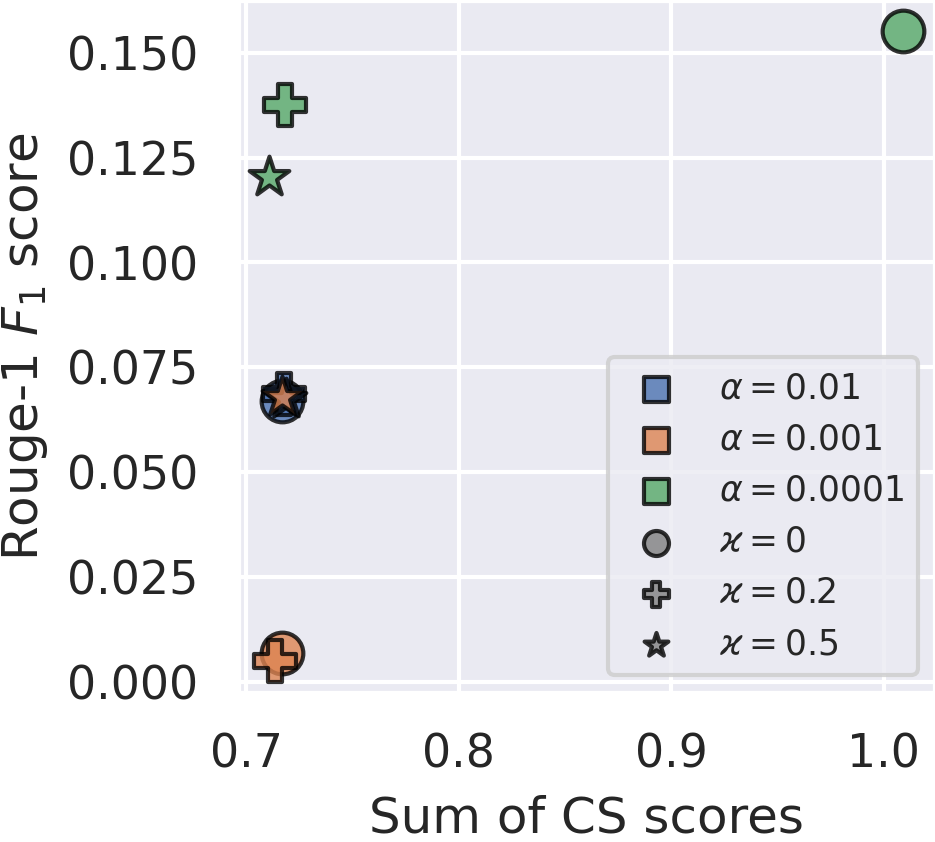 Rouge-1 F₁ score
0.150
0.125
0.100
0.075
0.050
0.025
0.000
0.7 0.8 0.9 1.0
Sum of CS scores
α = 0.01
α = 0.001
α = 0.0001
ϰ = 0
ϰ = 0.2
ϰ = 0.5